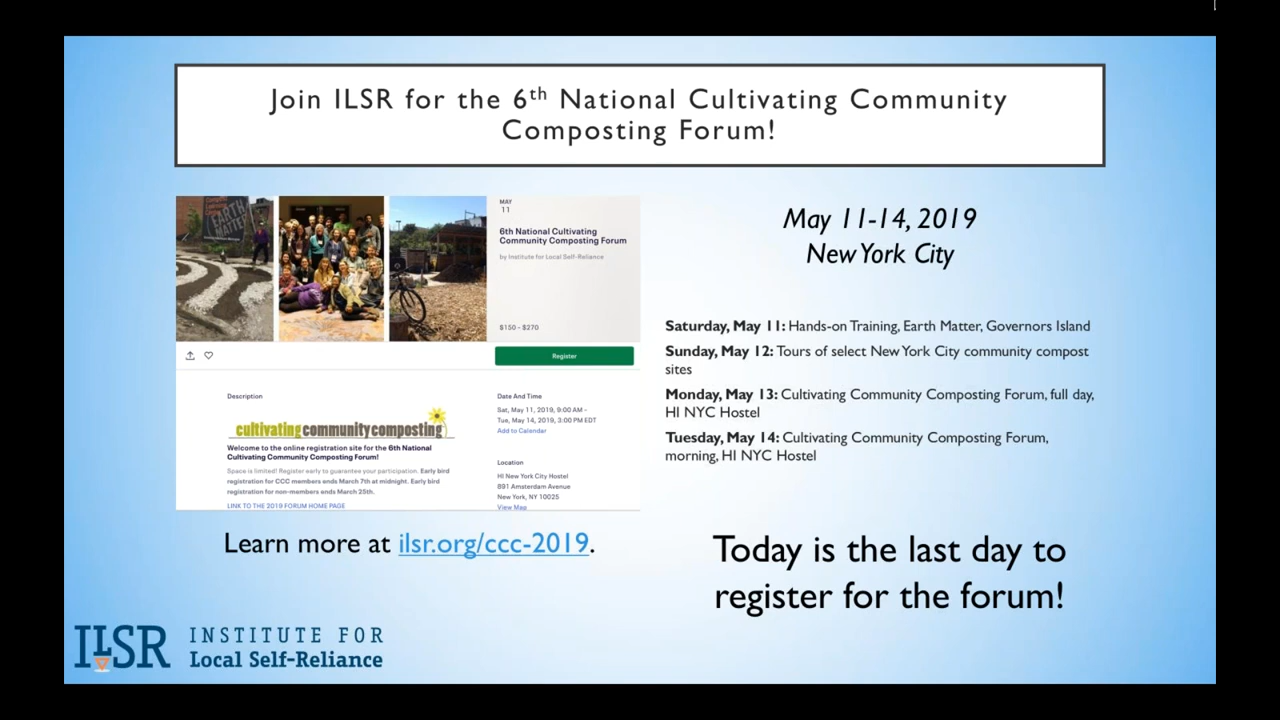 Join ILSR for the 6th National Cultivating Community
Composting Forum!
EARTH
MATTER
MAY
11
6th National Cultivating
Community Composting Forum
by Institute for Local Self-Reliance
$150 - $270
Register
Description
cultivatingcommunitycomposting
Welcome to the online registration site for the 6th National
Cultivating Community Composting Forum!
Space is limited! Register early to guarantee your participation. Early bird
registration for CCC members ends March 7th at midnight. Early bird
registration for non-members ends March 25th.
LINK TO THE 2019 FORUM HOME PAGE
Date And Time
Sat, May 11, 2019, 9:00 AM –
Tue, May 14, 2019, 3:00 PM EDT
Add to Calendar
Location
HI New York City Hostel
891 Amsterdam Avenue
New York, NY 10025
View Map
Learn more at ilsr.org/ccc-2019.
May 11-14, 2019
New York City
Saturday, May 11: Hands-on Training, Earth Matter, Governors Island
Sunday, May 12: Tours of select New York City community compost
sites
Monday, May 13: Cultivating Community Composting Forum, full day,
HI NYC Hostel
Tuesday, May 14: Cultivating Community Composting Forum,
morning, HI NYC Hostel
Today is the last day to
register for the forum!
ILSR
INSTITUTE FOR
Local Self-Reliance